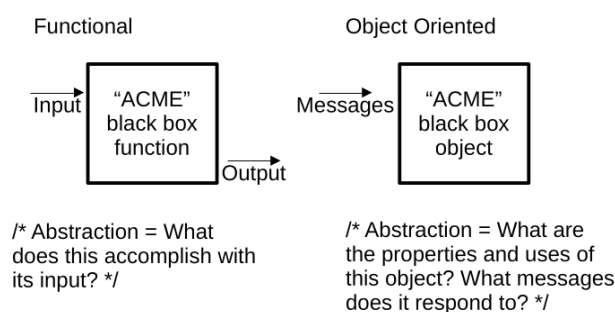 Functional
Input
“ACME”
black box
function
Output
/* Abstraction = What
does this accomplish with
its input? */
Object Oriented
Messages
“ACME”
black box
object
/* Abstraction = What are
the properties and uses of
this object? What messages
does it respond to? */